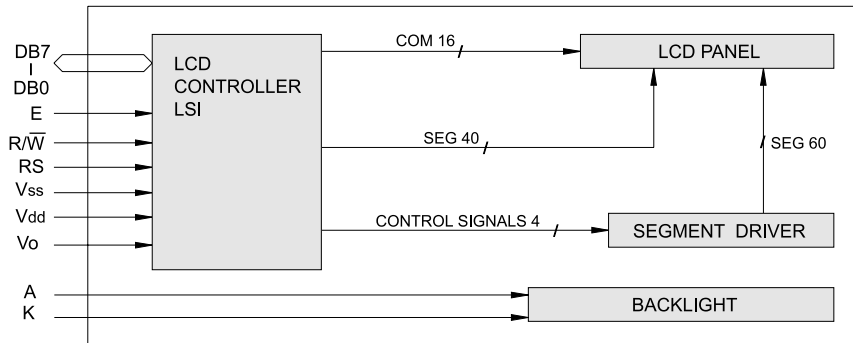 DB7
DB0
E
R/W̅
RS
Vss
Vdd
Vo
A
K
LCD
CONTROLLER
LSI
COM 16
SEG 40
CONTROL SIGNALS 4
LCD PANEL
SEG 60
SEGMENT DRIVER
BACKLIGHT